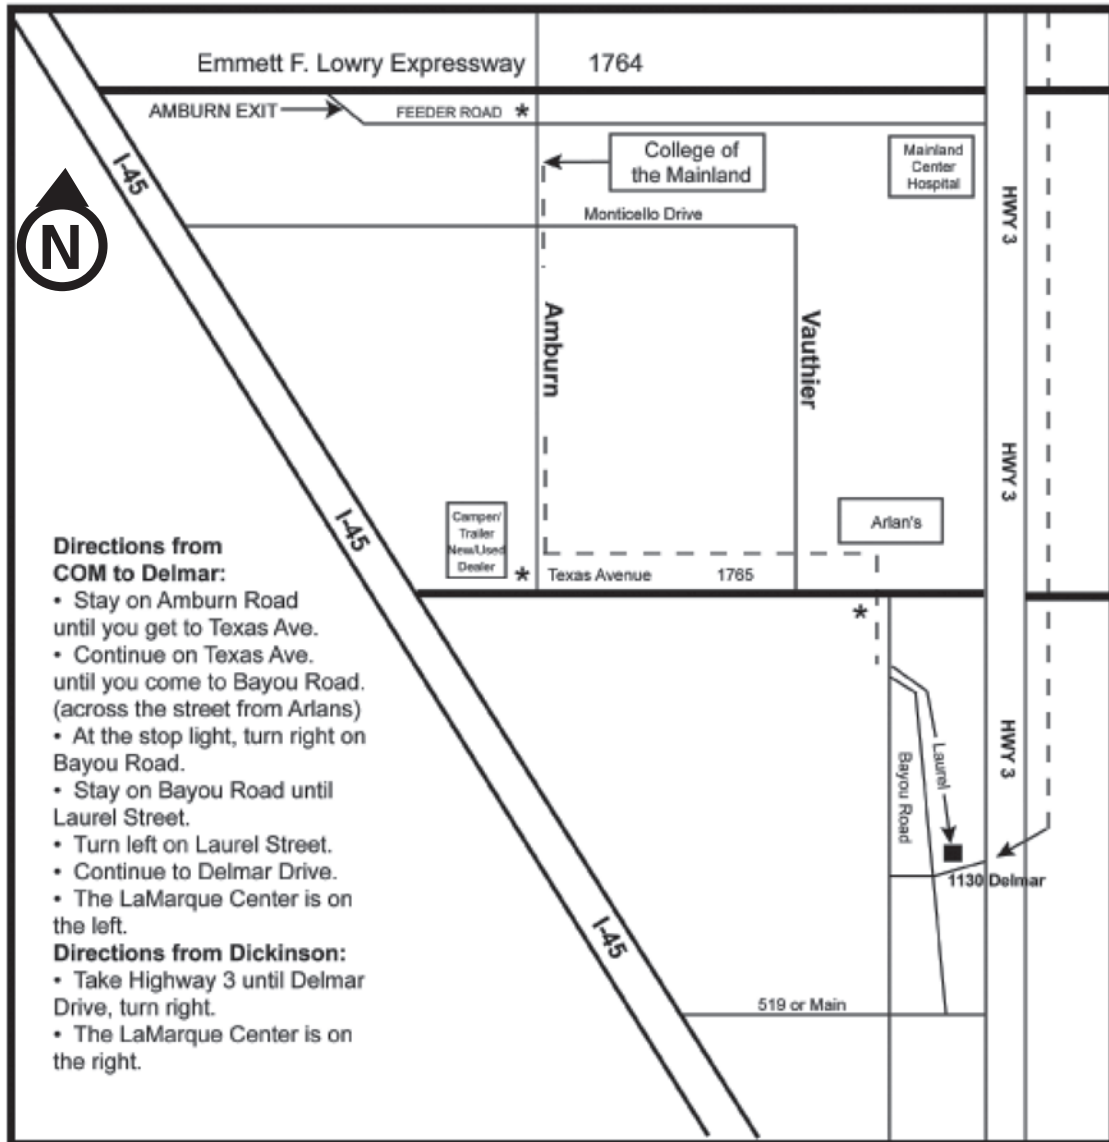 Emmett F. Lowry Expressway 1764
AMBURN EXIT
FEEDER ROAD *
College of
the Mainland
Mainland
Center
Hospital
I-45
HWY 3
N
Monticello Drive
Amburn
Vauthier
HWY 3
I-45
Camper/
Trailer
New/Used
Dealer
Arlan's
* Texas Avenue 1765
*
Directions from
COM to Delmar:
• Stay on Amburn Road
until you get to Texas Ave.
• Continue on Texas Ave.
until you come to Bayou Road.
(across the street from Arlans)
• At the stop light, turn right on
Bayou Road.
• Stay on Bayou Road until
Laurel Street.
• Turn left on Laurel Street.
• Continue to Delmar Drive.
• The LaMarque Center is on
the left.
Directions from Dickinson:
• Take Highway 3 until Delmar
Drive, turn right.
• The LaMarque Center is on
the right.
Bayou Road
Laurel
HWY 3
1130 Delmar
I-45
519 or Main